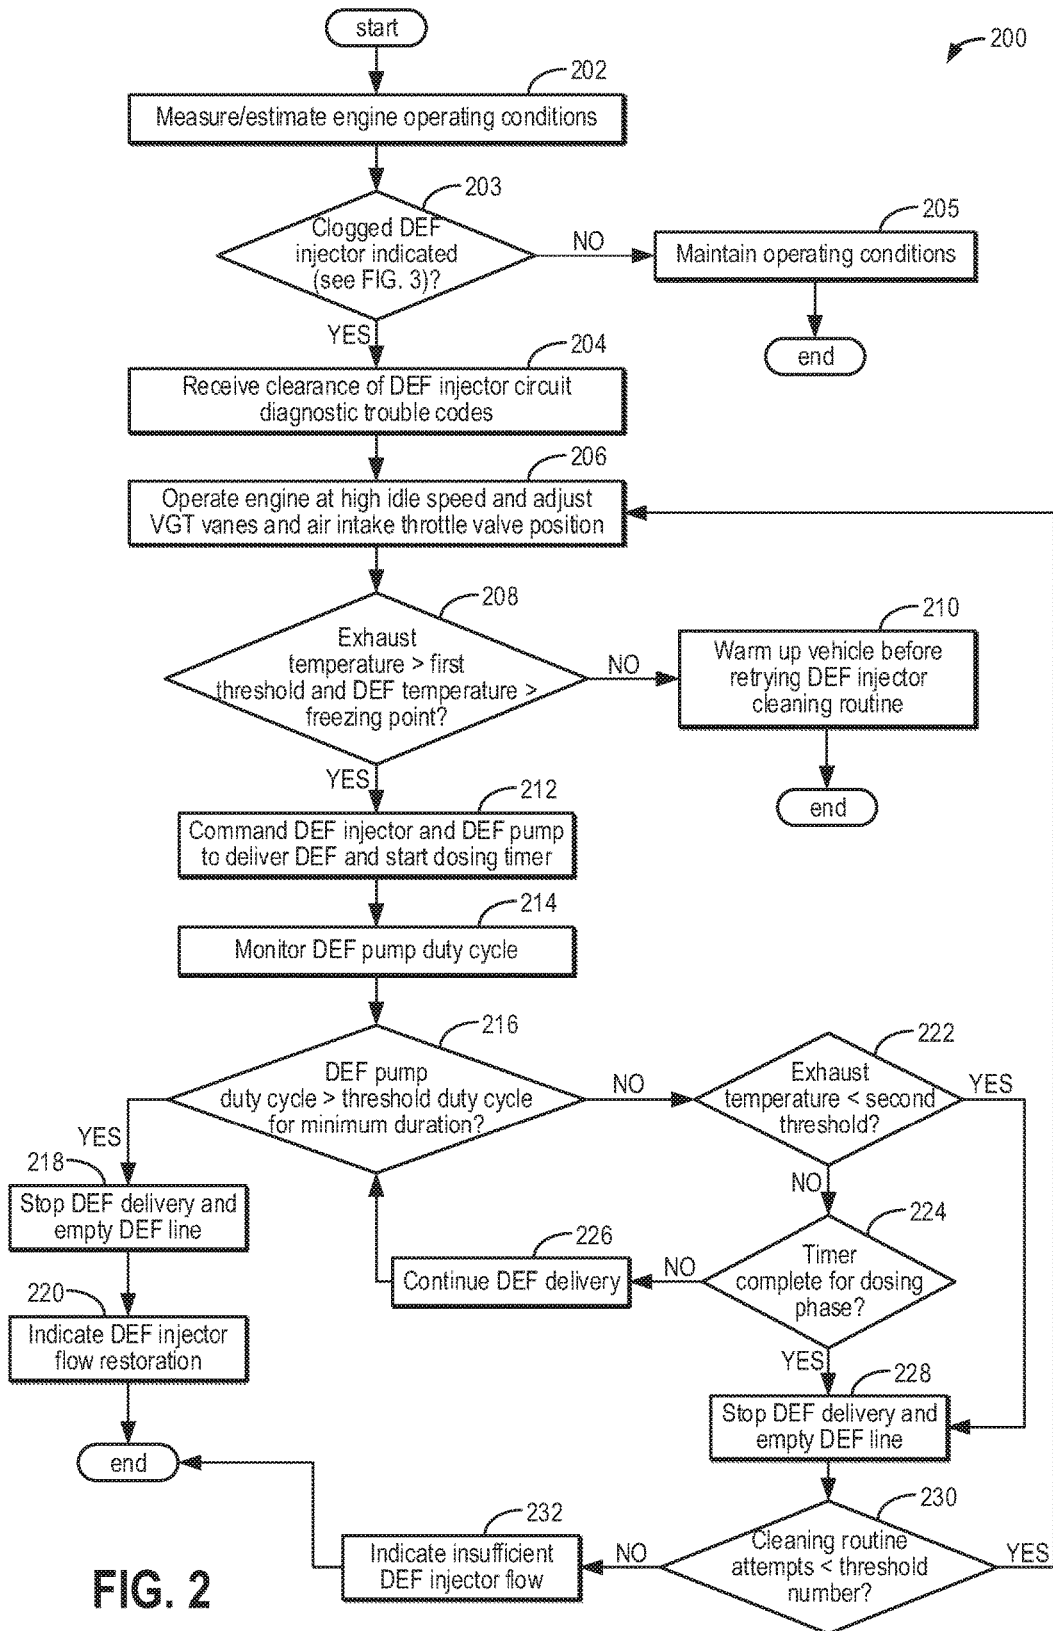 start
200
202
Measure/estimate engine operating conditions
203
Clogged DEF
injector indicated
(see FIG. 3)?
NO
205
Maintain operating conditions
end
YES
204
Receive clearance of DEF injector circuit
diagnostic trouble codes
206
Operate engine at high idle speed and adjust
VGT vanes and air intake throttle valve position
208
Exhaust
temperature > first
threshold and DEF temperature >
freezing point?
NO
210
Warm up vehicle before
retrying DEF injector
cleaning routine
end
YES
212
Command DEF injector and DEF pump
to deliver DEF and start dosing timer
214
Monitor DEF pump duty cycle
216
DEF pump
duty cycle > threshold duty cycle
for minimum duration?
NO
222
Exhaust
temperature < second
threshold?
YES
YES
218
Stop DEF delivery and
empty DEF line
220
Indicate DEF injector
flow restoration
end
NO
224
Timer
complete for dosing
phase?
NO
226
Continue DEF delivery
YES
228
Stop DEF delivery and
empty DEF line
230
Cleaning routine
attempts < threshold
number?
YES
NO
232
Indicate insufficient
DEF injector flow
FIG. 2